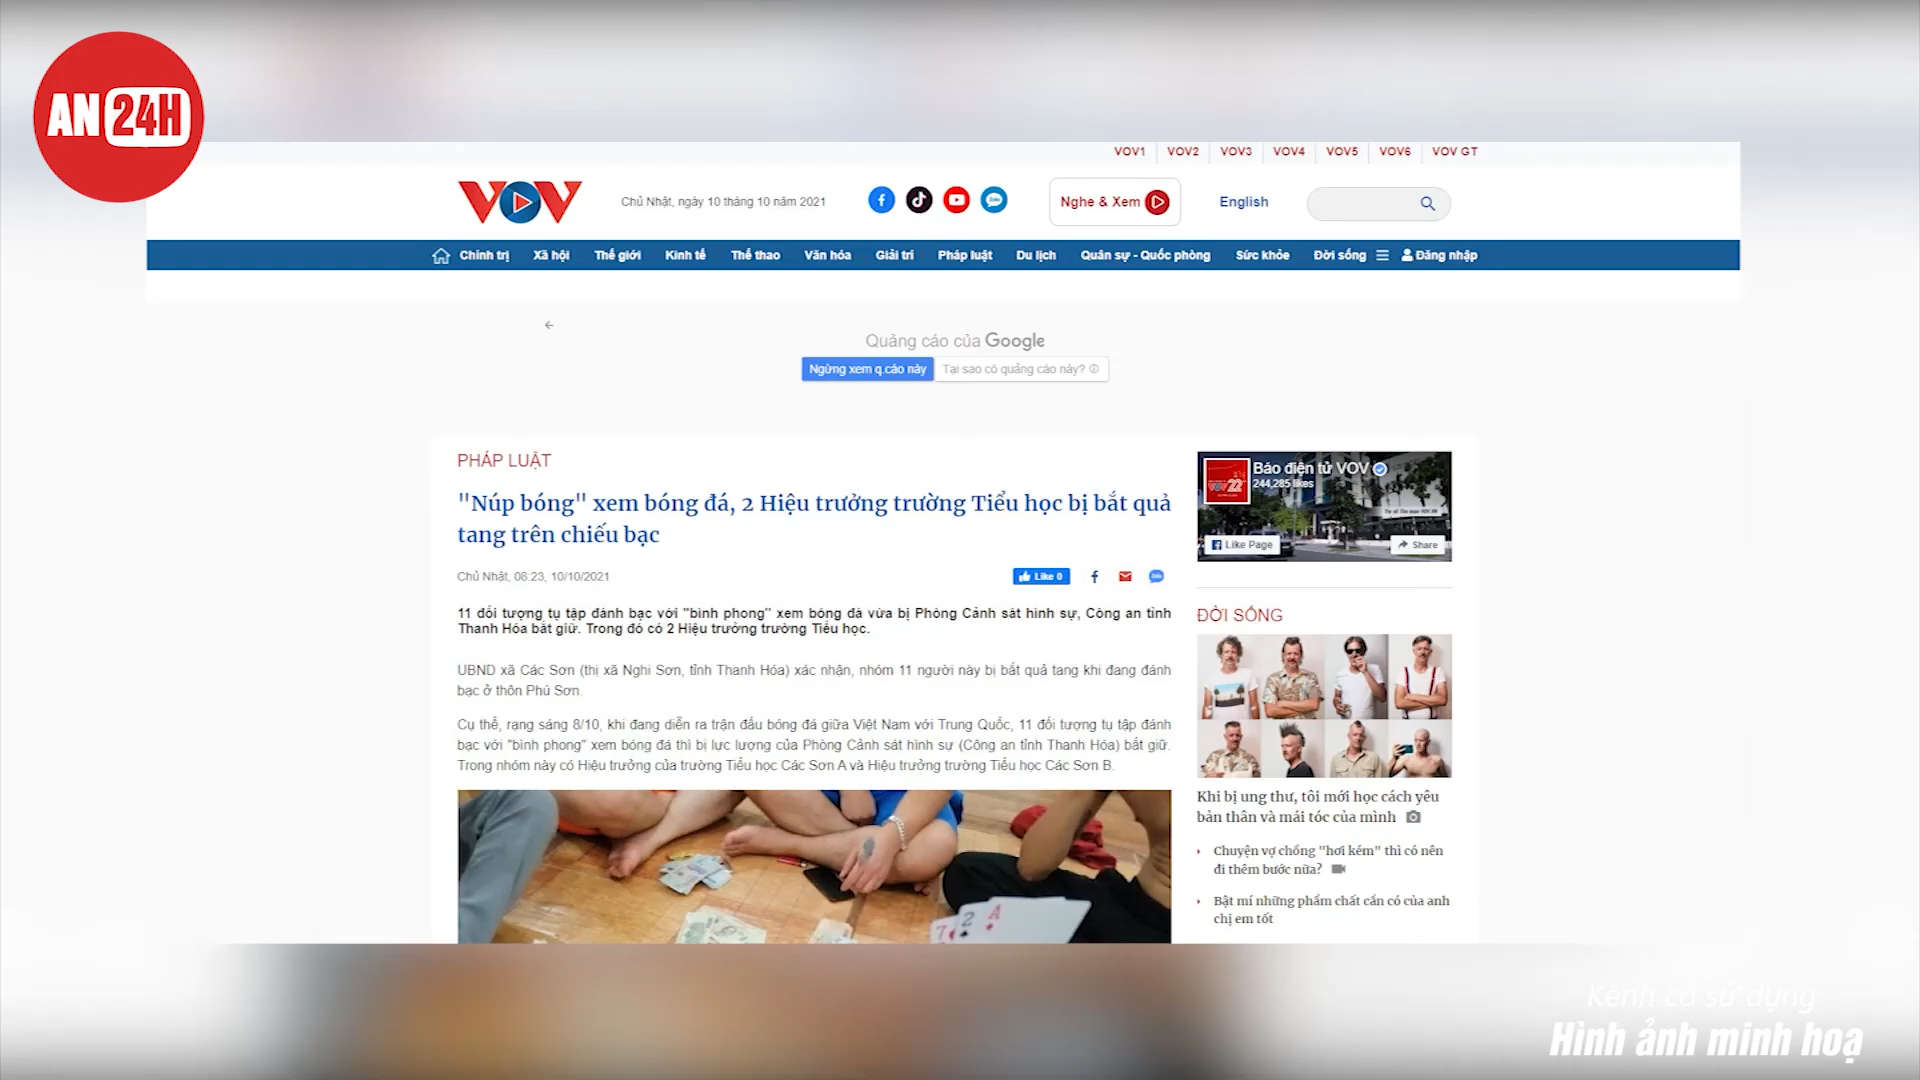 AN 24H
VOV1 VOV2 VOV3 VOV4 VOV5 VOV6 VOV GT
VOV
Chủ Nhật, ngày 10 tháng 10 năm 2021
Nghe & Xem
English
Chính trị Xã hội Thế giới Kinh tế Thể thao Văn hóa Giải trí Pháp luật Du lịch Quân sự - Quốc phòng Sức khỏe Đời sống Đăng nhập
Quảng cáo của Google
Ngừng xem q.cáo này Tại sao có quảng cáo này?
PHÁP LUẬT
"Núp bóng" xem bóng đá, 2 Hiệu trưởng trường Tiểu học bị bắt quả
tang trên chiếu bạc
Chủ Nhật, 08:23, 10/10/2021
Like 0
11 đối tượng tụ tập đánh bạc với "bình phong" xem bóng đá vừa bị Phòng Cảnh sát hình sự, Công an tỉnh
Thanh Hóa bắt giữ. Trong đó có 2 Hiệu trưởng trường Tiểu học.
UBND xã Các Sơn (thị xã Nghi Sơn, tỉnh Thanh Hóa) xác nhận, nhóm 11 người này bị bắt quả tang khi đang đánh
bạc ở thôn Phú Sơn.
Cụ thể, rạng sáng 8/10, khi đang diễn ra trận đấu bóng đá giữa Việt Nam với Trung Quốc, 11 đối tượng tụ tập đánh
bạc với "bình phong" xem bóng đá thì bị lực lượng của Phòng Cảnh sát hình sự (Công an tỉnh Thanh Hóa) bắt giữ.
Trong nhóm này có Hiệu trưởng của trường Tiểu học Các Sơn A và Hiệu trưởng trường Tiểu học Các Sơn B.
7 2 A
Báo điện tử VOV
244,285 likes
Like Page Share
ĐỜI SỐNG
Khi bị ung thư, tôi mới học cách yêu
bản thân và mái tóc của mình
Chuyện vợ chồng "hơi kém" thì có nên
đi thêm bước nữa?
Bật mí những phẩm chất cần có của anh
chị em tốt
Kênh có sử dụng
Hình ảnh minh hoạ